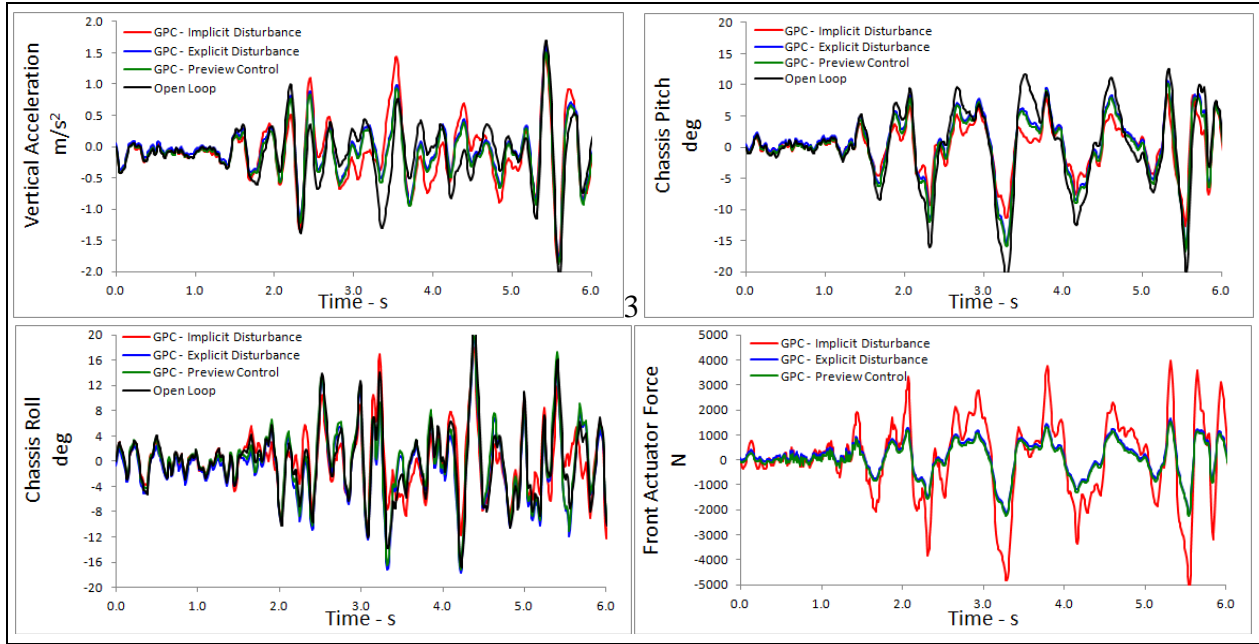 GPC - Implicit Disturbance
GPC - Explicit Disturbance
GPC - Preview Control
Open Loop
Vertical Acceleration
m/s²
2.0
1.5
1.0
0.5
0.0
-0.5
-1.0
-1.5
-2.0
0.0 1.0 2.0 3.0 4.0 5.0 6.0
Time - s
GPC - Implicit Disturbance
GPC - Explicit Disturbance
GPC - Preview Control
Open Loop
Chassis Pitch
deg
20
15
10
5
0
-5
-10
-15
-20
0.0 1.0 2.0 3.0 4.0 5.0 6.0
Time - s
3
GPC - Implicit Disturbance
GPC - Explicit Disturbance
GPC - Preview Control
Open Loop
Chassis Roll
deg
20
16
12
8
4
0
-4
-8
-12
-16
-20
0.0 1.0 2.0 3.0 4.0 5.0 6.0
Time - s
GPC - Implicit Disturbance
GPC - Explicit Disturbance
GPC - Preview Control
Front Actuator Force
N
5000
4000
3000
2000
1000
0
-1000
-2000
-3000
-4000
-5000
0.0 1.0 2.0 3.0 4.0 5.0 6.0
Time - s